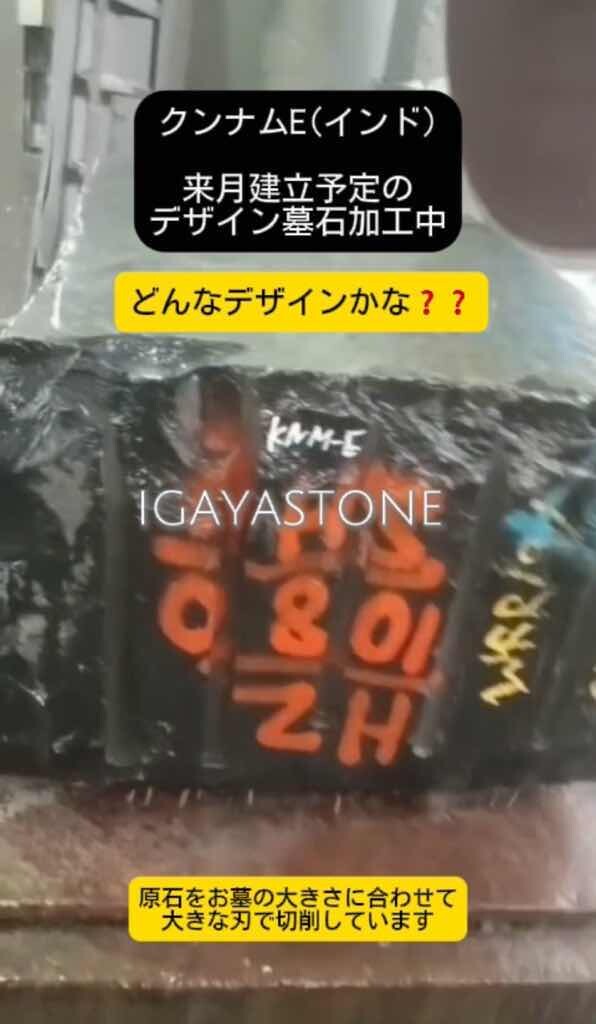 クンナムE(インド)
来月建立予定の
デザイン墓石加工中
どんなデザインかな❓❓
KNM-E
IGAYASTONE
原石をお墓の大きさに合わせて
大きな刃で切削しています